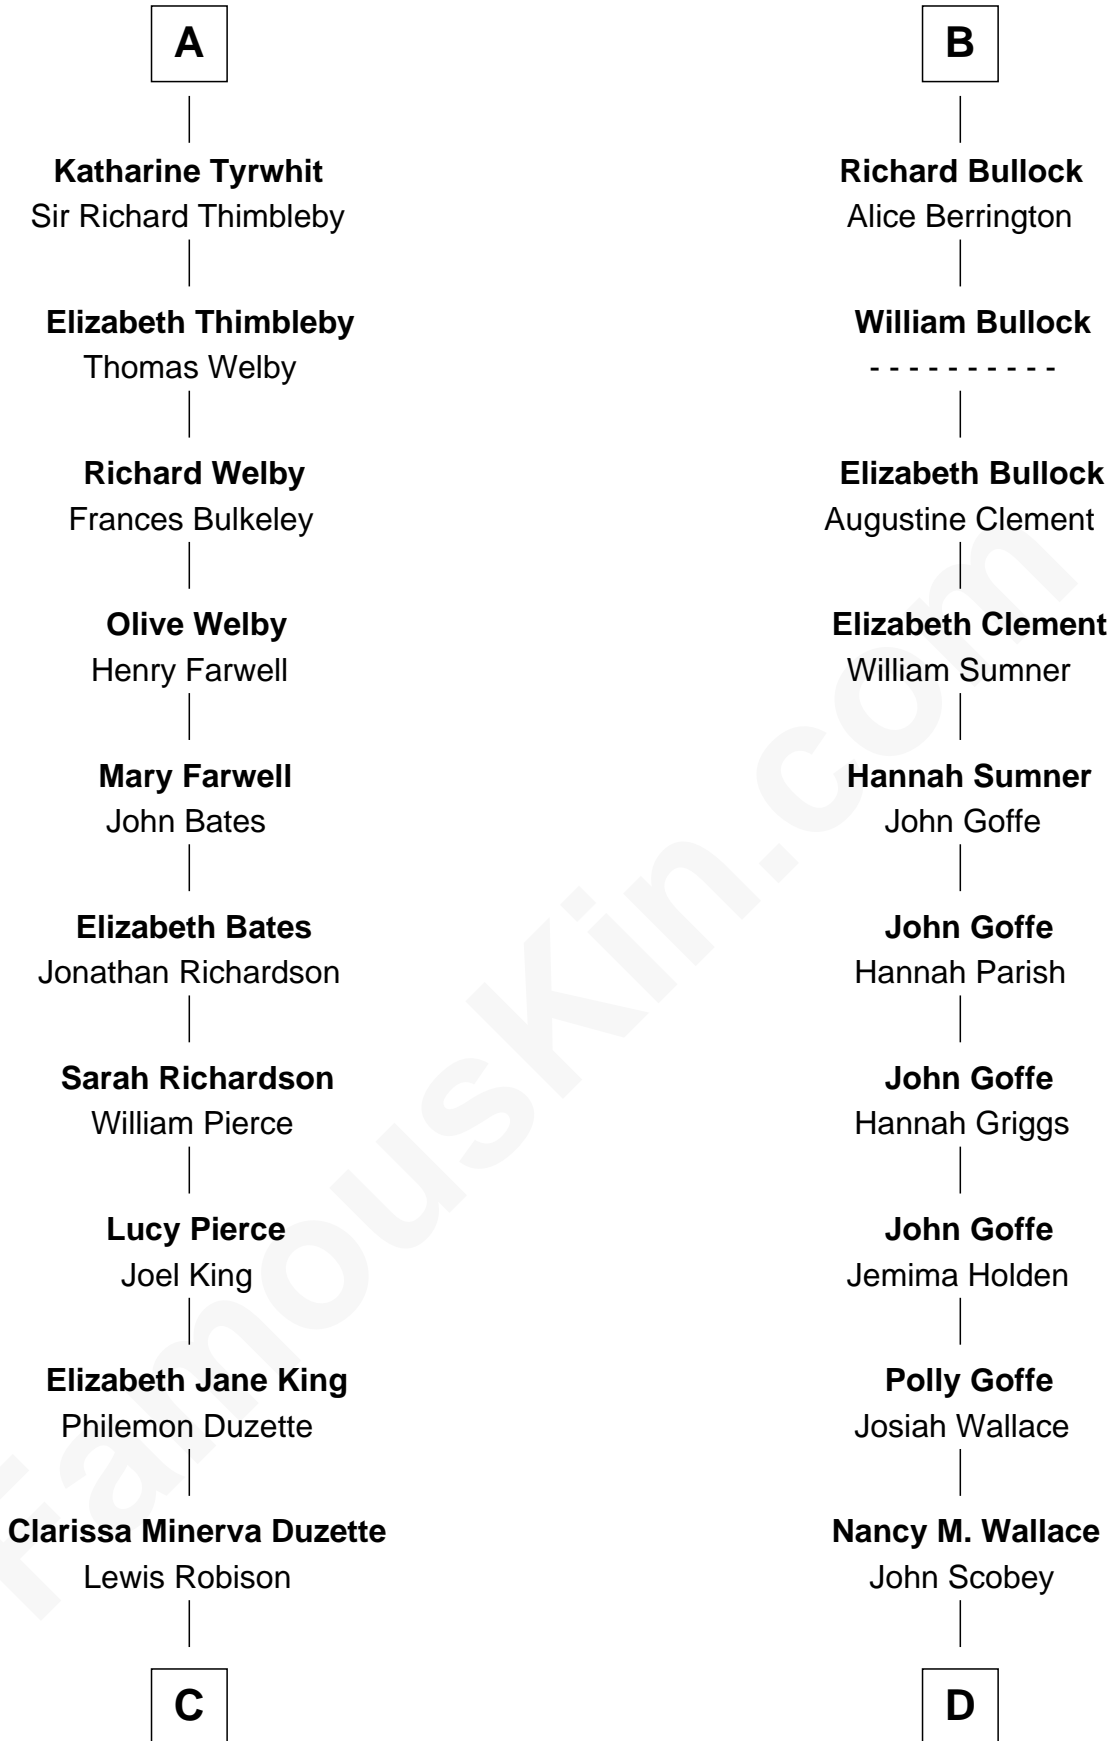 A
Katharine Tyrwhit
Sir Richard Thimbleby
Elizabeth Thimbleby
Thomas Welby
Richard Welby
Frances Bulkeley
Olive Welby
Henry Farwell
Mary Farwell
John Bates
Elizabeth Bates
Jonathan Richardson
Sarah Richardson
William Pierce
Lucy Pierce
Joel King
Elizabeth Jane King
Philemon Duzette
Clarissa Minerva Duzette
Lewis Robison
C
B
Richard Bullock
Alice Berrington
William Bullock
- - - - - - - - - -
Elizabeth Bullock
Augustine Clement
Elizabeth Clement
William Sumner
Hannah Sumner
John Goffe
John Goffe
Hannah Parish
John Goffe
Hannah Griggs
John Goffe
Jemima Holden
Polly Goffe
Josiah Wallace
Nancy M. Wallace
John Scobey
D
FamousKin.com